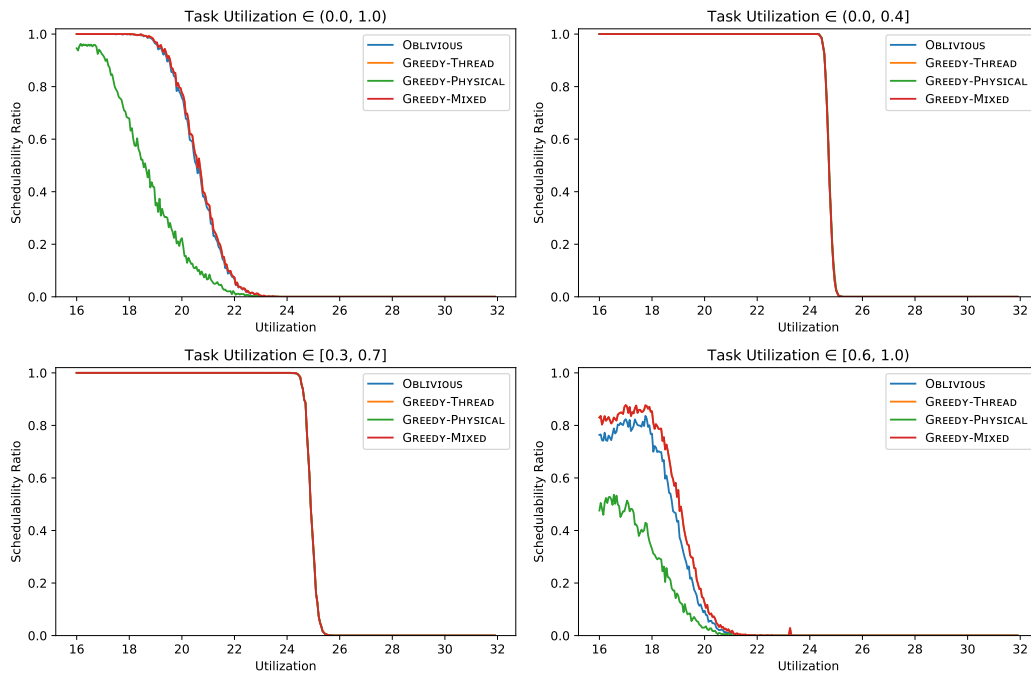 Task Utilization ∈ (0.0, 1.0)
1.0
0.8
0.6
0.4
0.2
0.0
Schedulability Ratio
16 18 20 22 24 26 28 30 32
Utilization
Oblivious
Greedy-Thread
Greedy-Physical
Greedy-Mixed
Task Utilization ∈ (0.0, 0.4]
1.0
0.8
0.6
0.4
0.2
0.0
Schedulability Ratio
16 18 20 22 24 26 28 30 32
Utilization
Oblivious
Greedy-Thread
Greedy-Physical
Greedy-Mixed
Task Utilization ∈ [0.3, 0.7]
1.0
0.8
0.6
0.4
0.2
0.0
Schedulability Ratio
16 18 20 22 24 26 28 30 32
Utilization
Oblivious
Greedy-Thread
Greedy-Physical
Greedy-Mixed
Task Utilization ∈ [0.6, 1.0)
1.0
0.8
0.6
0.4
0.2
0.0
Schedulability Ratio
16 18 20 22 24 26 28 30 32
Utilization
Oblivious
Greedy-Thread
Greedy-Physical
Greedy-Mixed